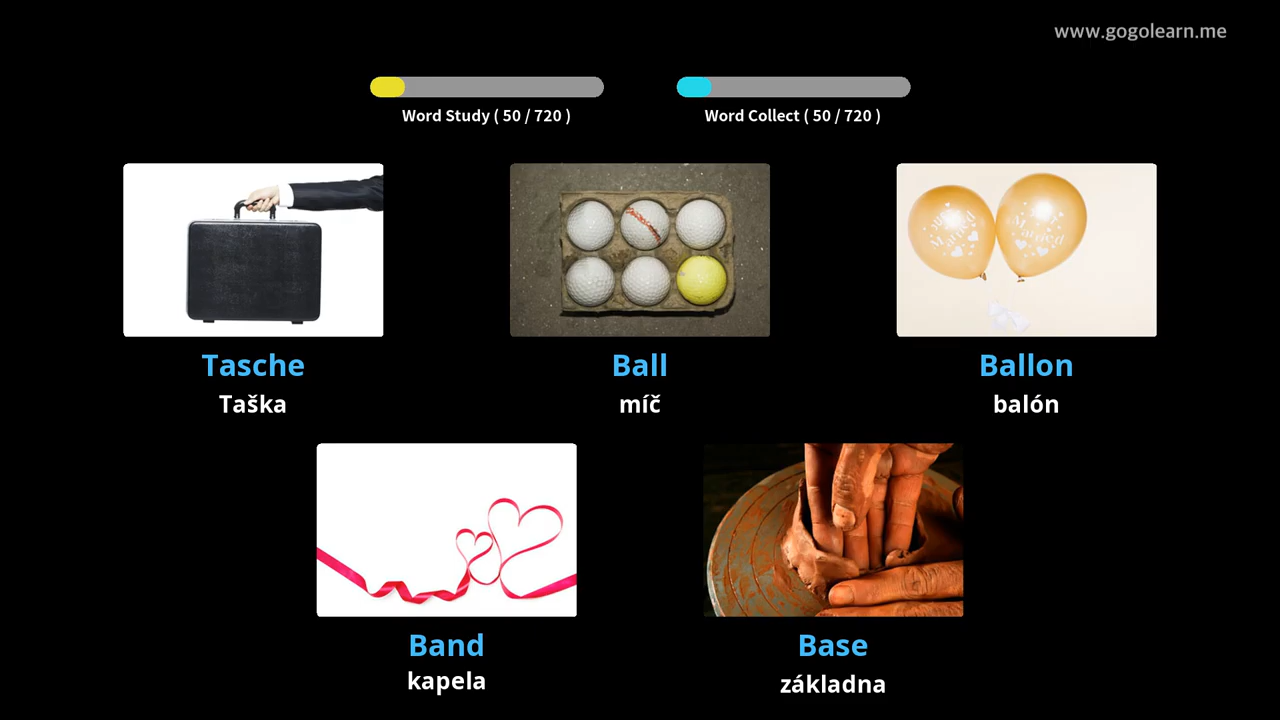 www.gogolearn.me
Word Study ( 50 / 720 )
Word Collect ( 50 / 720 )
Tasche
Taška
Ball
míč
Ballon
balón
Band
kapela
Base
základna